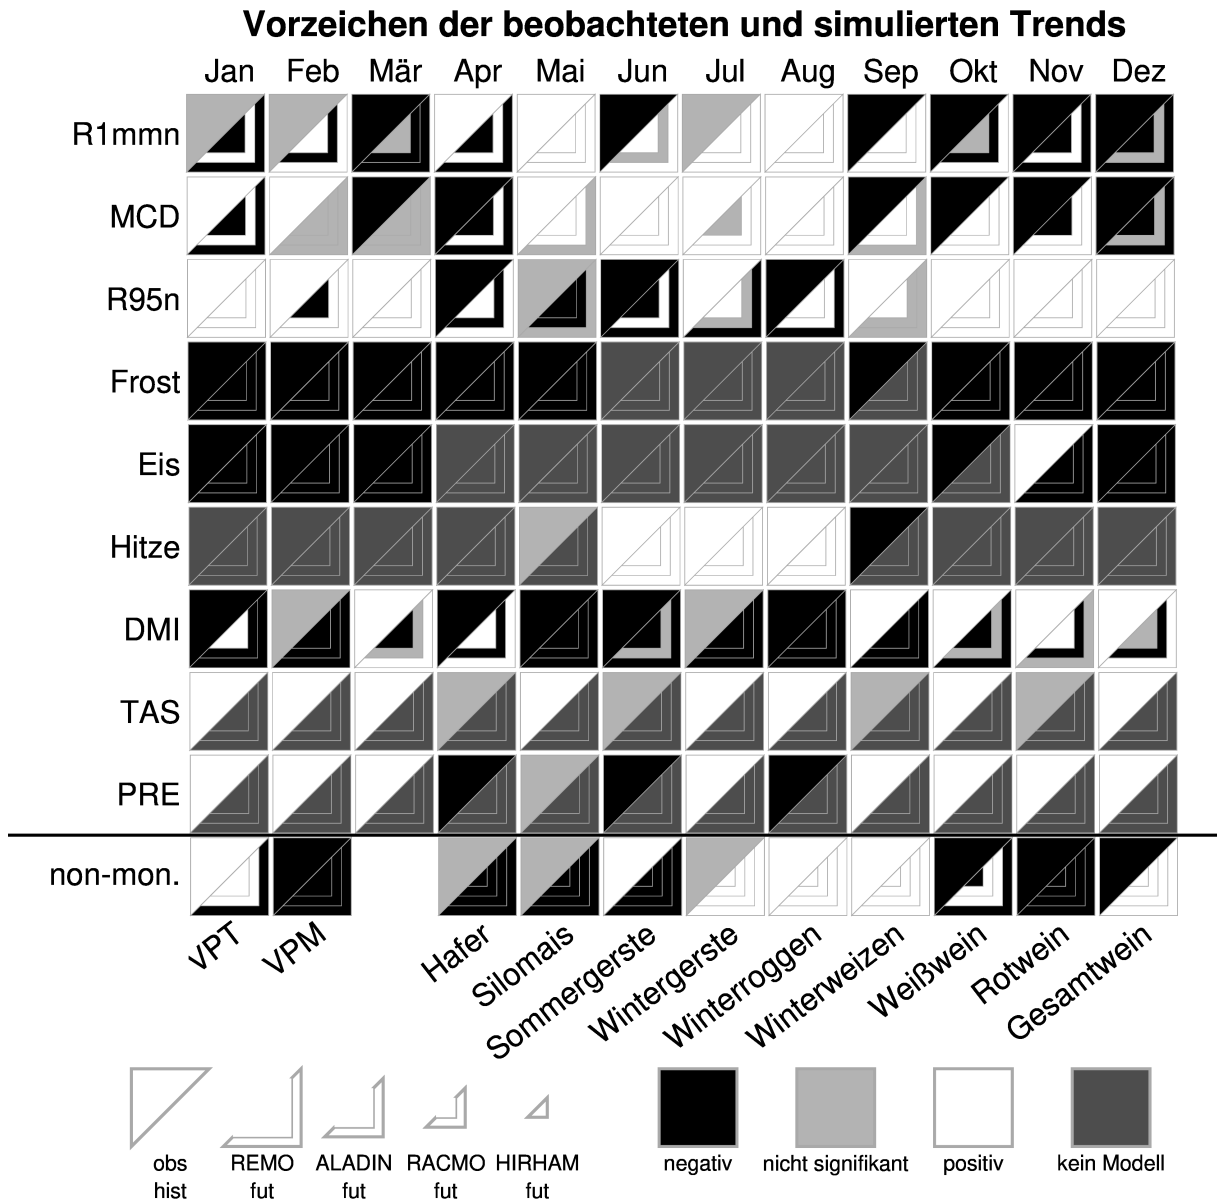 Vorzeichen der beobachteten und simulierten Trends
Jan Feb Mär Apr Mai Jun Jul Aug Sep Okt Nov Dez
R1mmn
MCD
R95n
Frost
Eis
Hitze
DMI
TAS
PRE
non-mon.
VPT VPM Hafer Silomais Sommergerste Wintergerste Winterroggen Winterweizen Weißwein Rotwein Gesamtwein
obs REMO ALADIN RACMO HIRHAM negativ nicht signifikant positiv kein Modell
hist fut fut fut fut